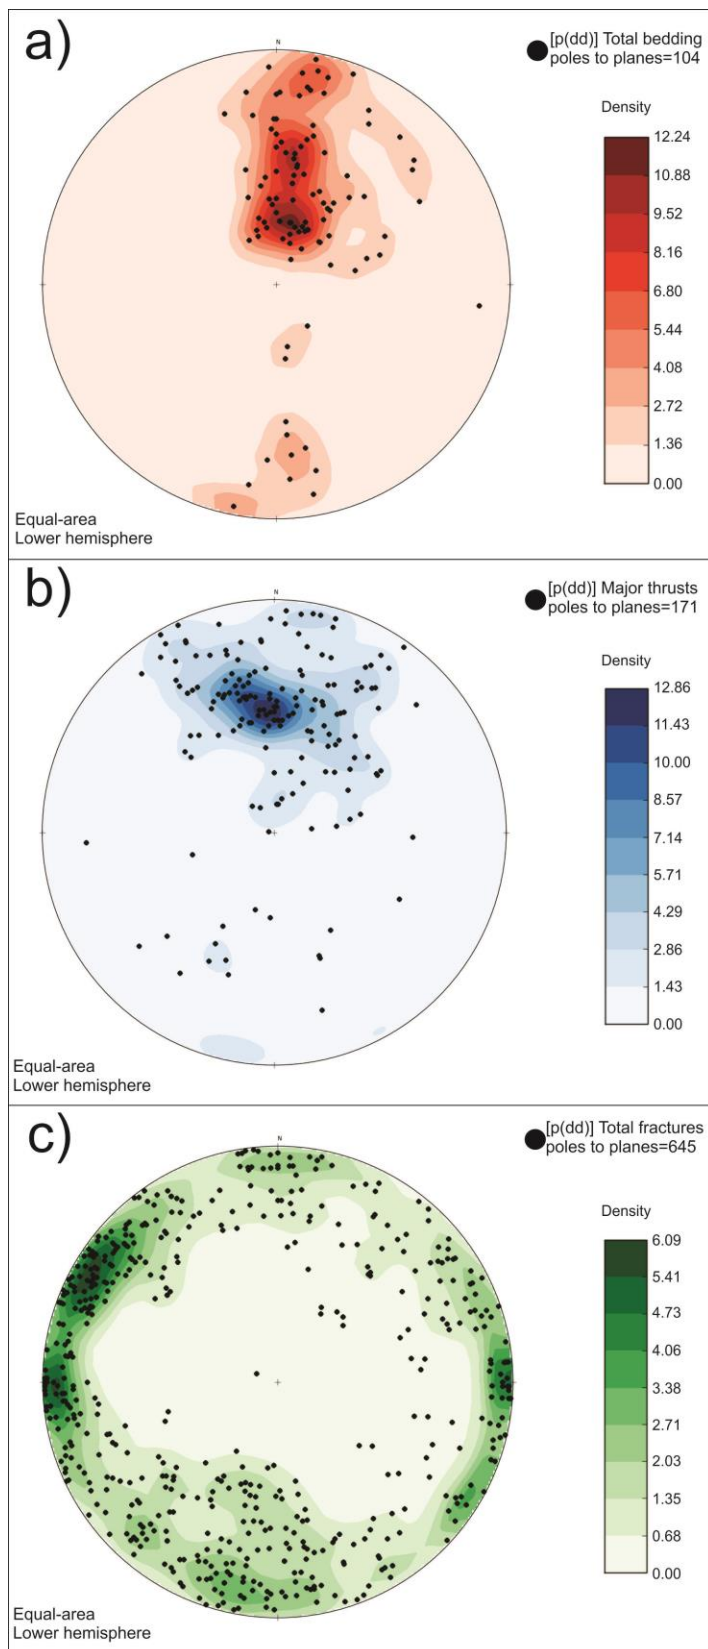 a)
N
[p(dd)] Total bedding
poles to planes=104
Density
12.24
10.88
9.52
8.16
6.80
5.44
4.08
2.72
1.36
0.00
Equal-area
Lower hemisphere
b)
N
[p(dd)] Major thrusts
poles to planes=171
Density
12.86
11.43
10.00
8.57
7.14
5.71
4.29
2.86
1.43
0.00
Equal-area
Lower hemisphere
c)
N
[p(dd)] Total fractures
poles to planes=645
Density
6.09
5.41
4.73
4.06
3.38
2.71
2.03
1.35
0.68
0.00
Equal-area
Lower hemisphere